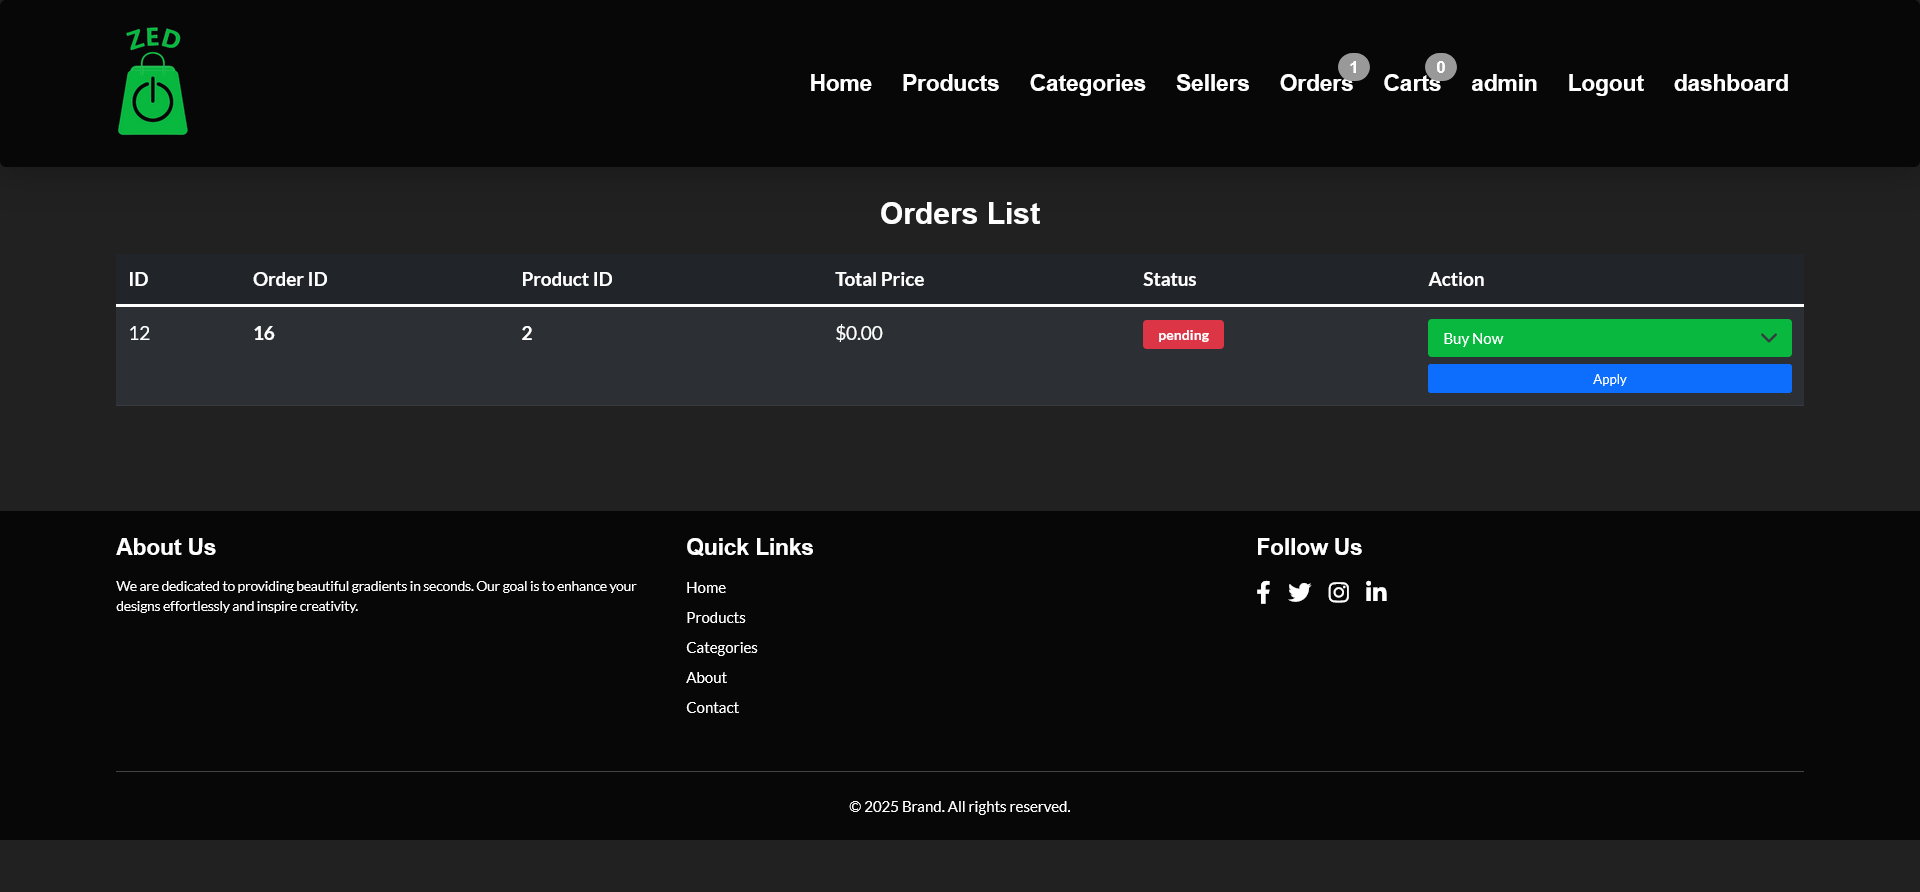 ZED
Home Products Categories Sellers Orders 1 Carts 0 admin Logout dashboard
Orders List
ID Order ID Product ID Total Price Status Action
12 16 2 $0.00 pending Buy Now
Apply
About Us
We are dedicated to providing beautiful gradients in seconds. Our goal is to enhance your
designs effortlessly and inspire creativity.
Quick Links
Home
Products
Categories
About
Contact
Follow Us
© 2025 Brand. All rights reserved.